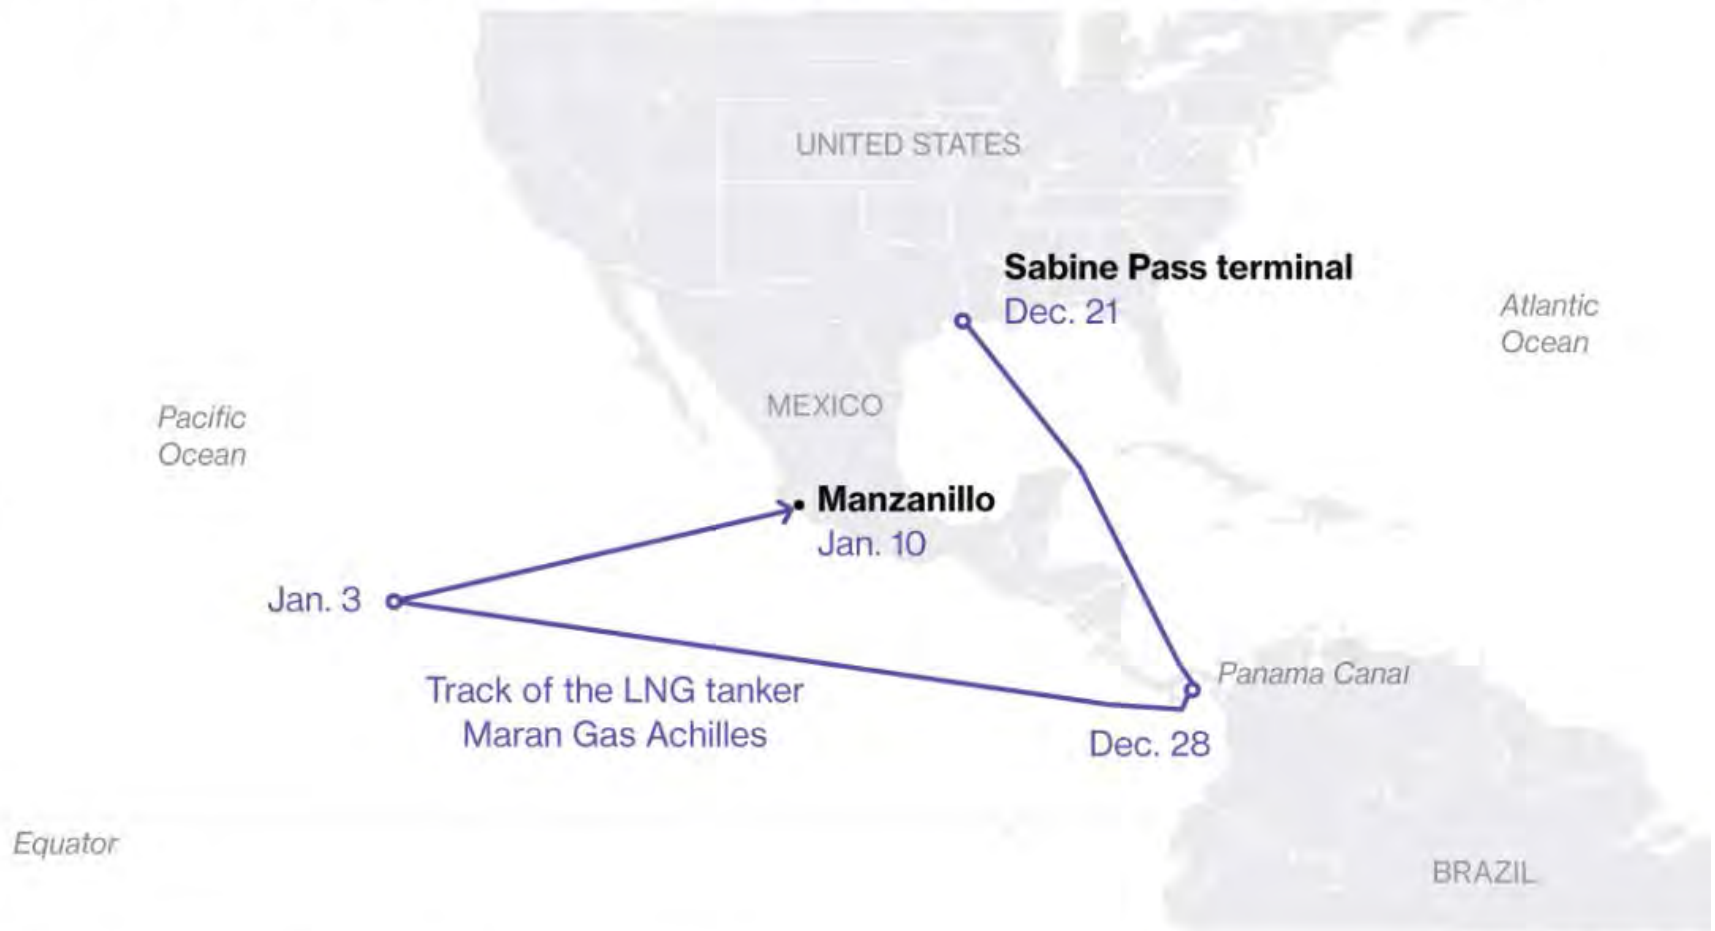 UNITED STATES
Sabine Pass terminal
Dec. 21
Atlantic
Ocean
Pacific
Ocean
MEXICO
Manzanillo
Jan. 10
Jan. 3
Panama Canal
Track of the LNG tanker
Maran Gas Achilles
Dec. 28
Equator
BRAZIL